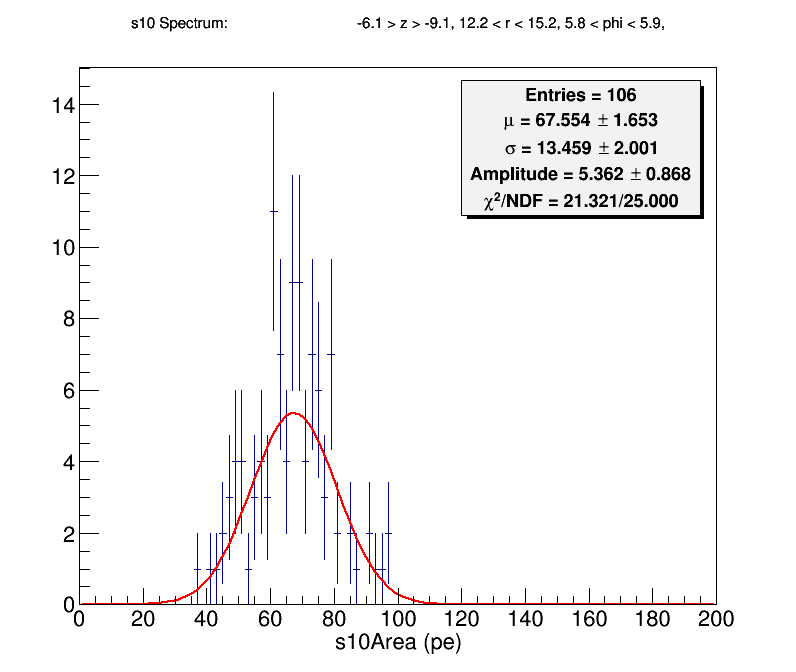 s10 Spectrum: -6.1 > z > -9.1, 12.2 < r < 15.2, 5.8 < phi < 5.9,
Entries = 106
μ = 67.554 ± 1.653
σ = 13.459 ± 2.001
Amplitude = 5.362 ± 0.868
χ²/NDF = 21.321/25.000
14
12
10
8
6
4
2
0
0 20 40 60 80 100 120 140 160 180 200
s10Area (pe)